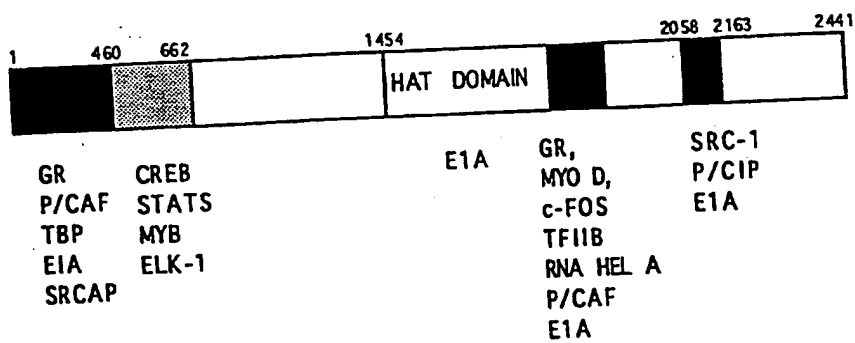 1 460 662 1454 2058 2163 2441
HAT DOMAIN
GR
P/CAF
TBP
EIA
SRCAP
CREB
STATS
MYB
ELK-1
E1A
GR,
MYO D,
c-FOS
TFIIB
RNA HEL A
P/CAF
E1A
SRC-1
P/CIP
E1A